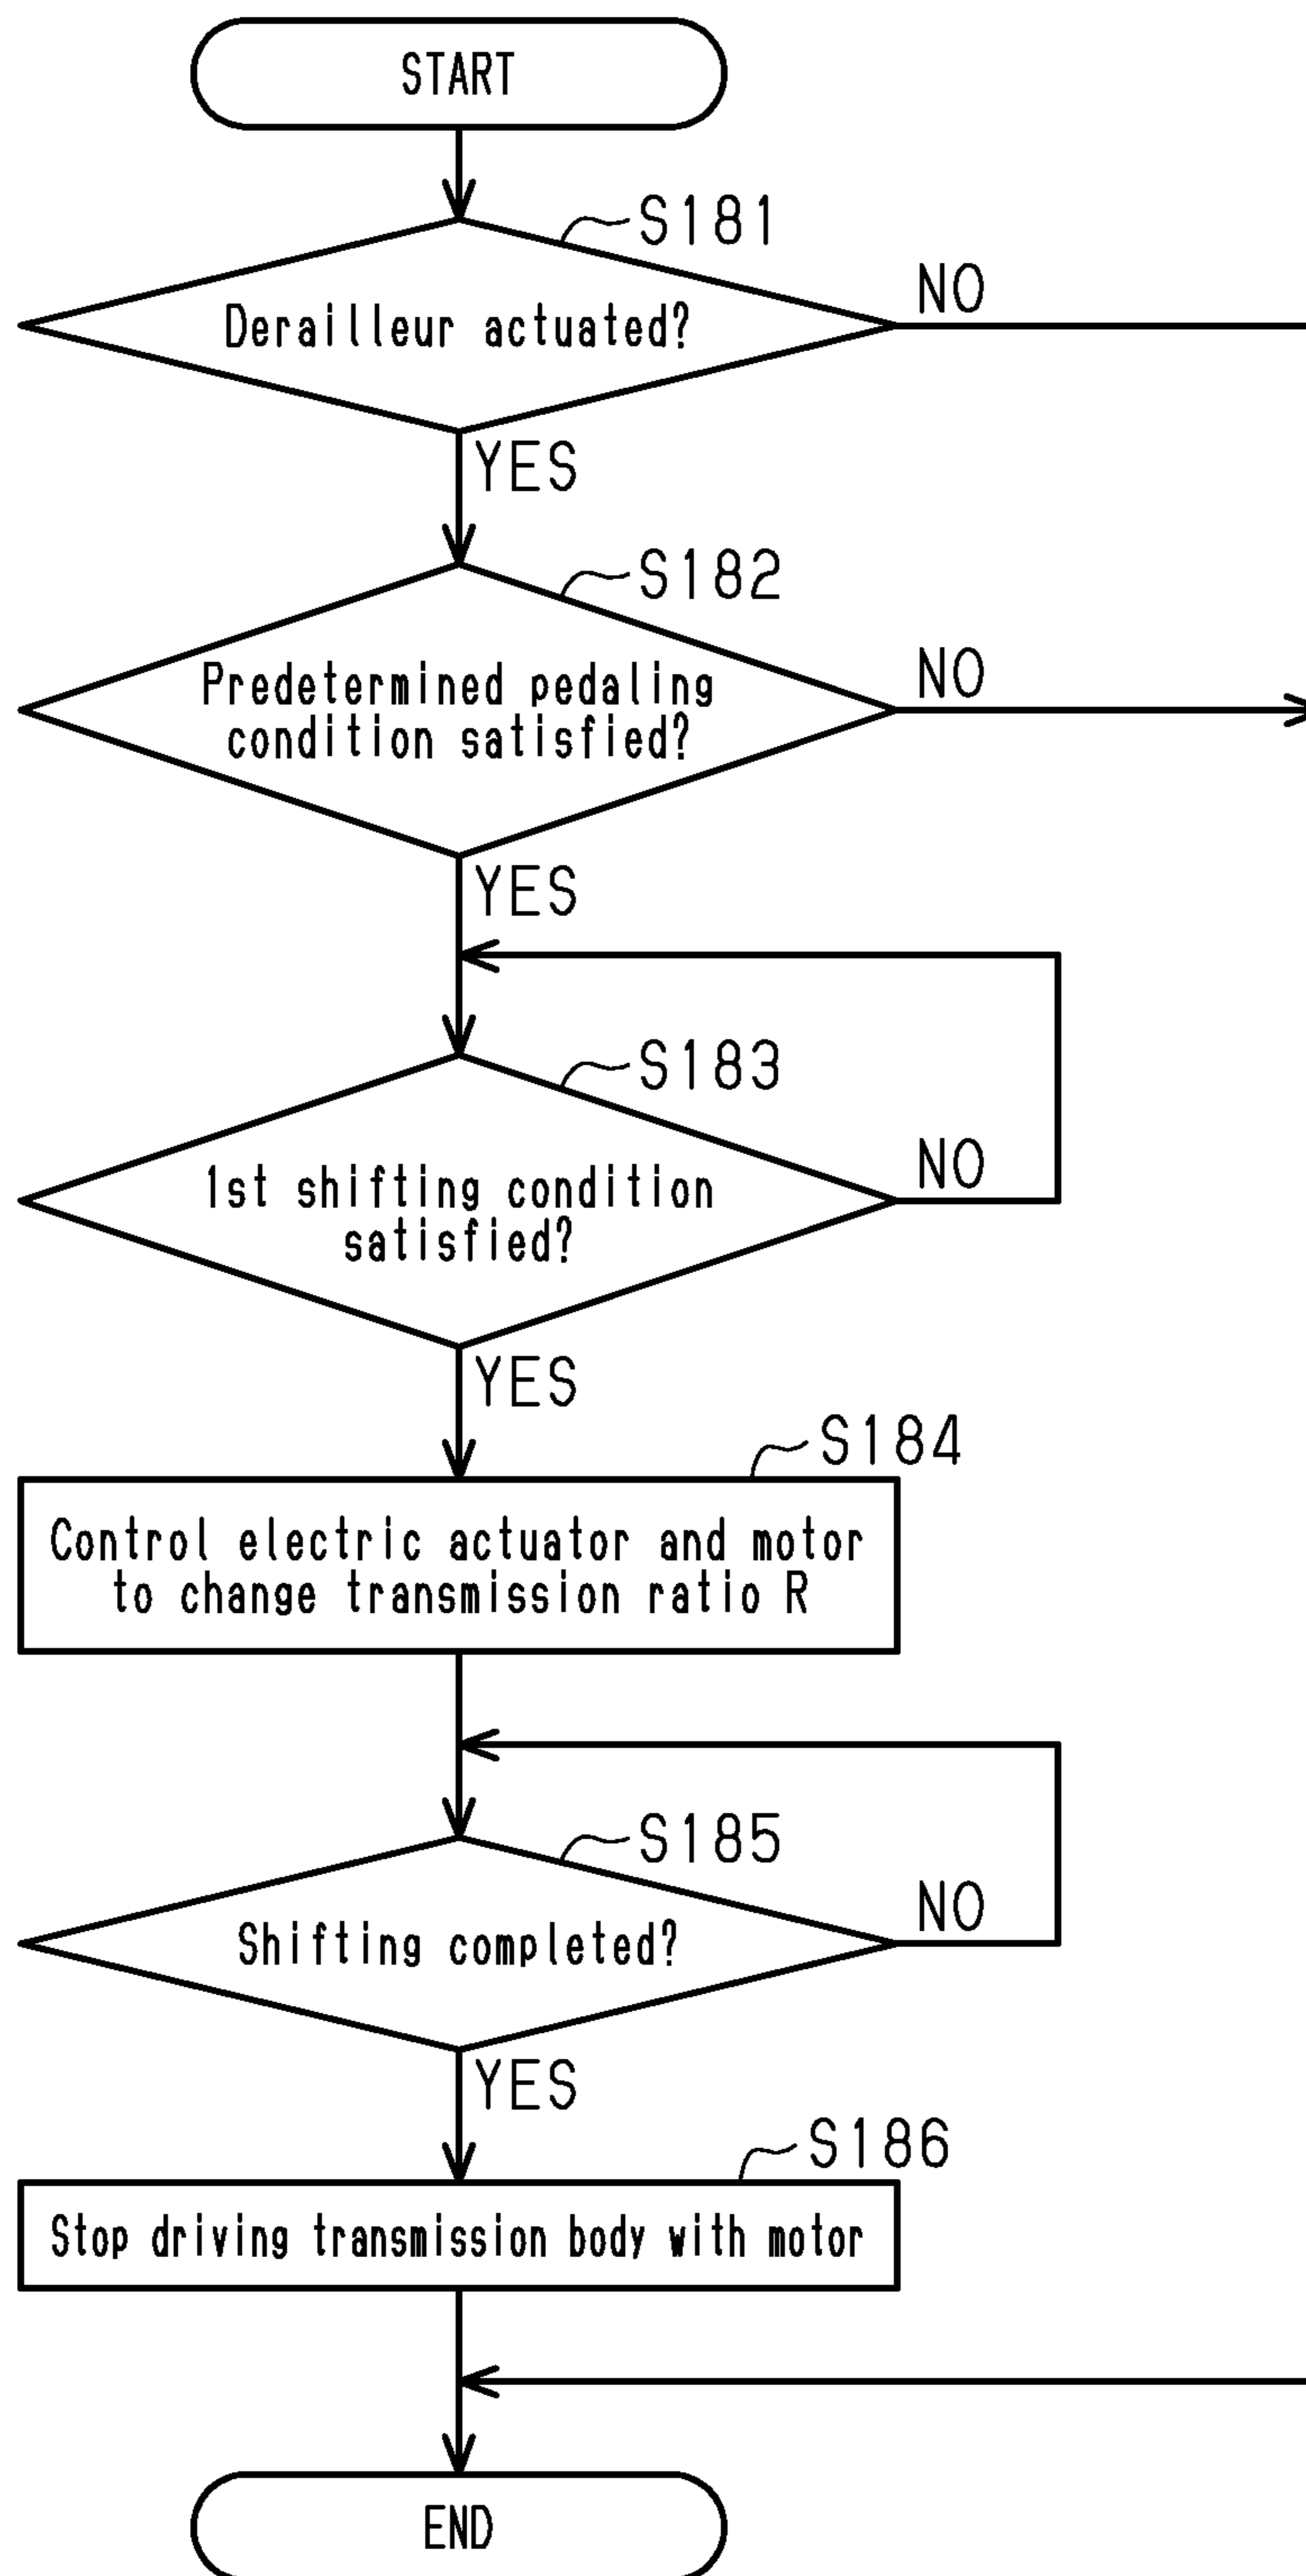 START
S181
Derailleur actuated?
NO
YES
S182
Predetermined pedaling
condition satisfied?
NO
YES
S183
1st shifting condition
satisfied?
NO
YES
S184
Control electric actuator and motor
to change transmission ratio R
S185
Shifting completed?
NO
YES
S186
Stop driving transmission body with motor
END